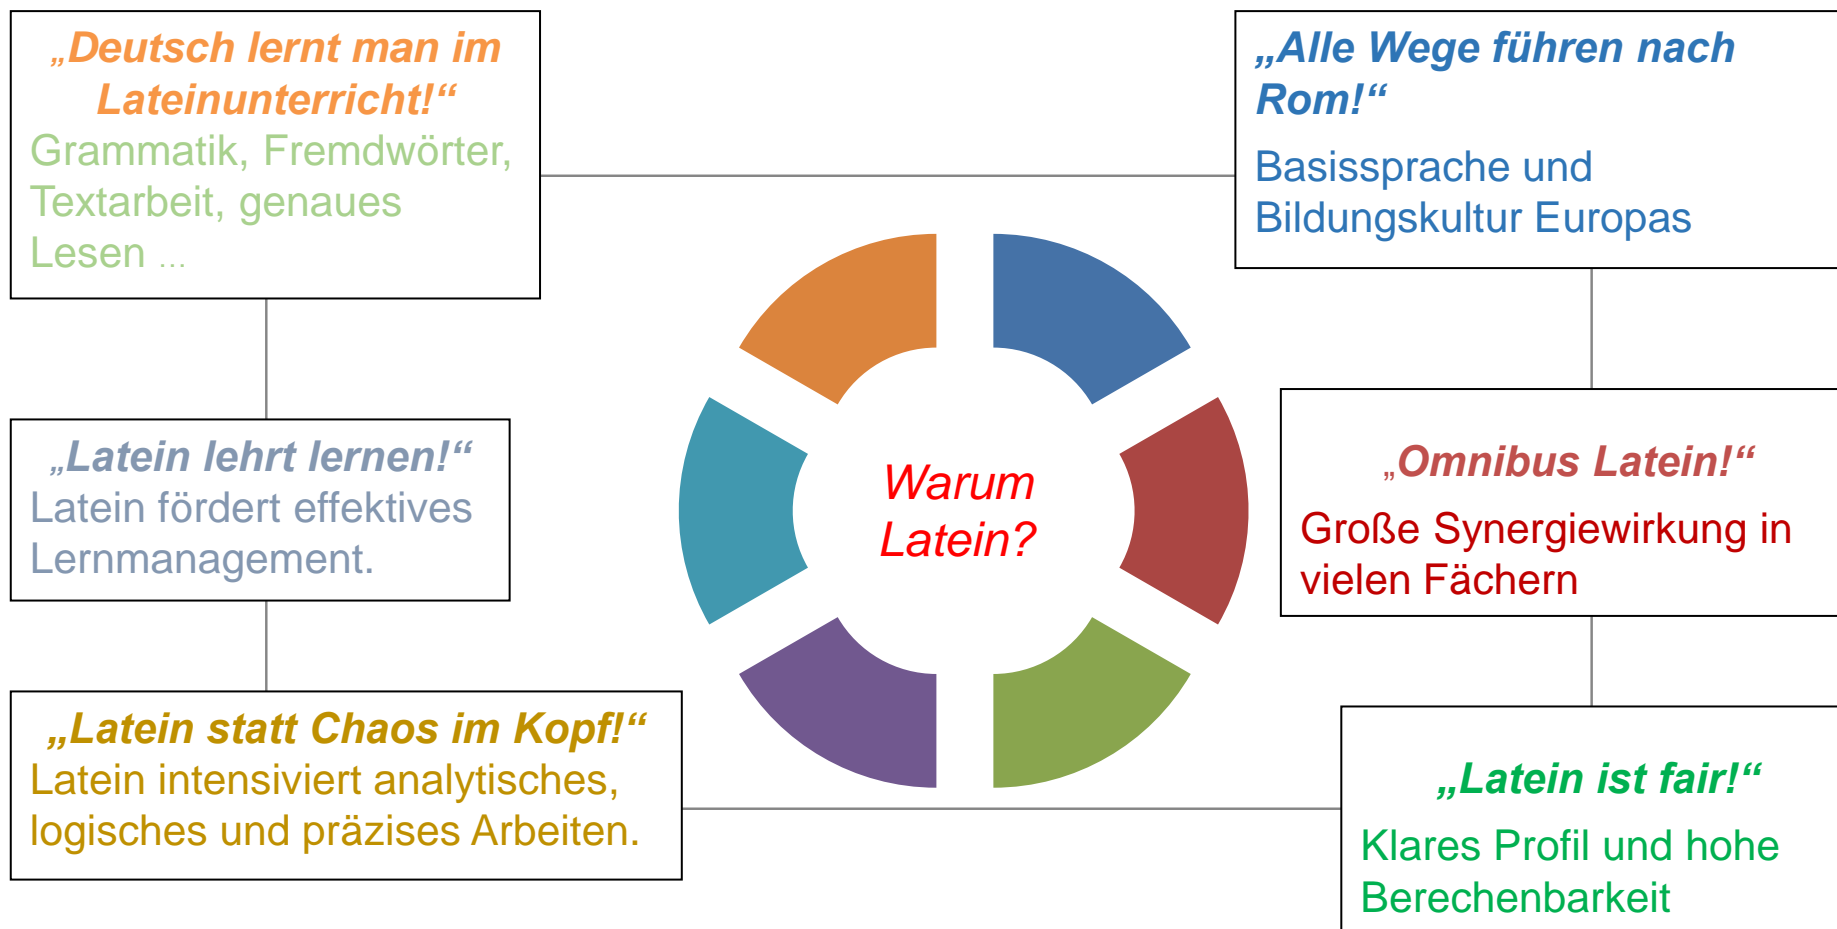 „Deutsch lernt man im
Lateinunterricht!“
Grammatik, Fremdwörter,
Textarbeit, genaues
Lesen ...
„Alle Wege führen nach
Rom!“
Basissprache und
Bildungskultur Europas
„Latein lehrt lernen!“
Latein fördert effektives
Lernmanagement.
Warum
Latein?
„Omnibus Latein!“
Große Synergiewirkung in
vielen Fächern
„Latein statt Chaos im Kopf!“
Latein intensiviert analytisches,
logisches und präzises Arbeiten.
„Latein ist fair!“
Klares Profil und hohe
Berechenbarkeit